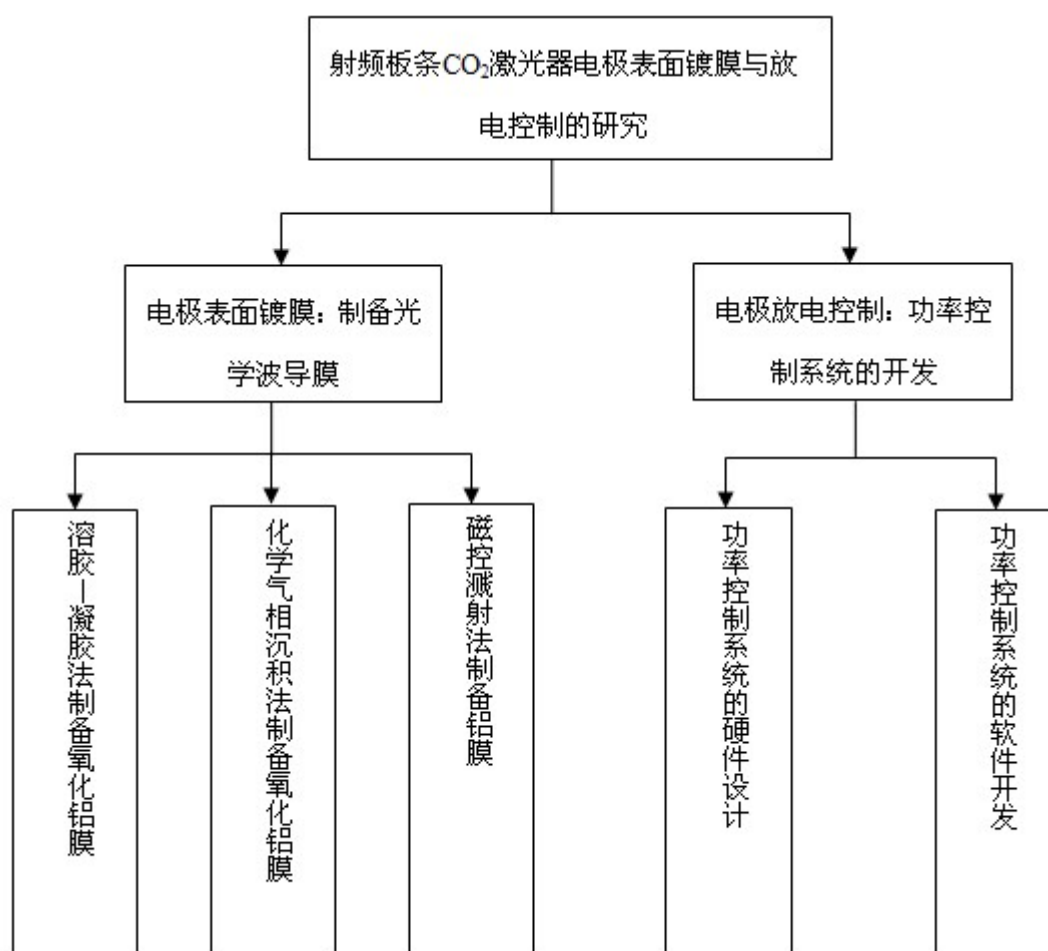 射频板条CO₂激光器电极表面镀膜与放
电控制的研究
电极表面镀膜：制备光
学波导膜
电极放电控制：功率控
制系统的开发
溶胶－凝胶法制备氧化铝膜
化学气相沉积法制备氧化铝膜
磁控溅射法制备铝膜
功率控制系统的硬件设计
功率控制系统的软件开发